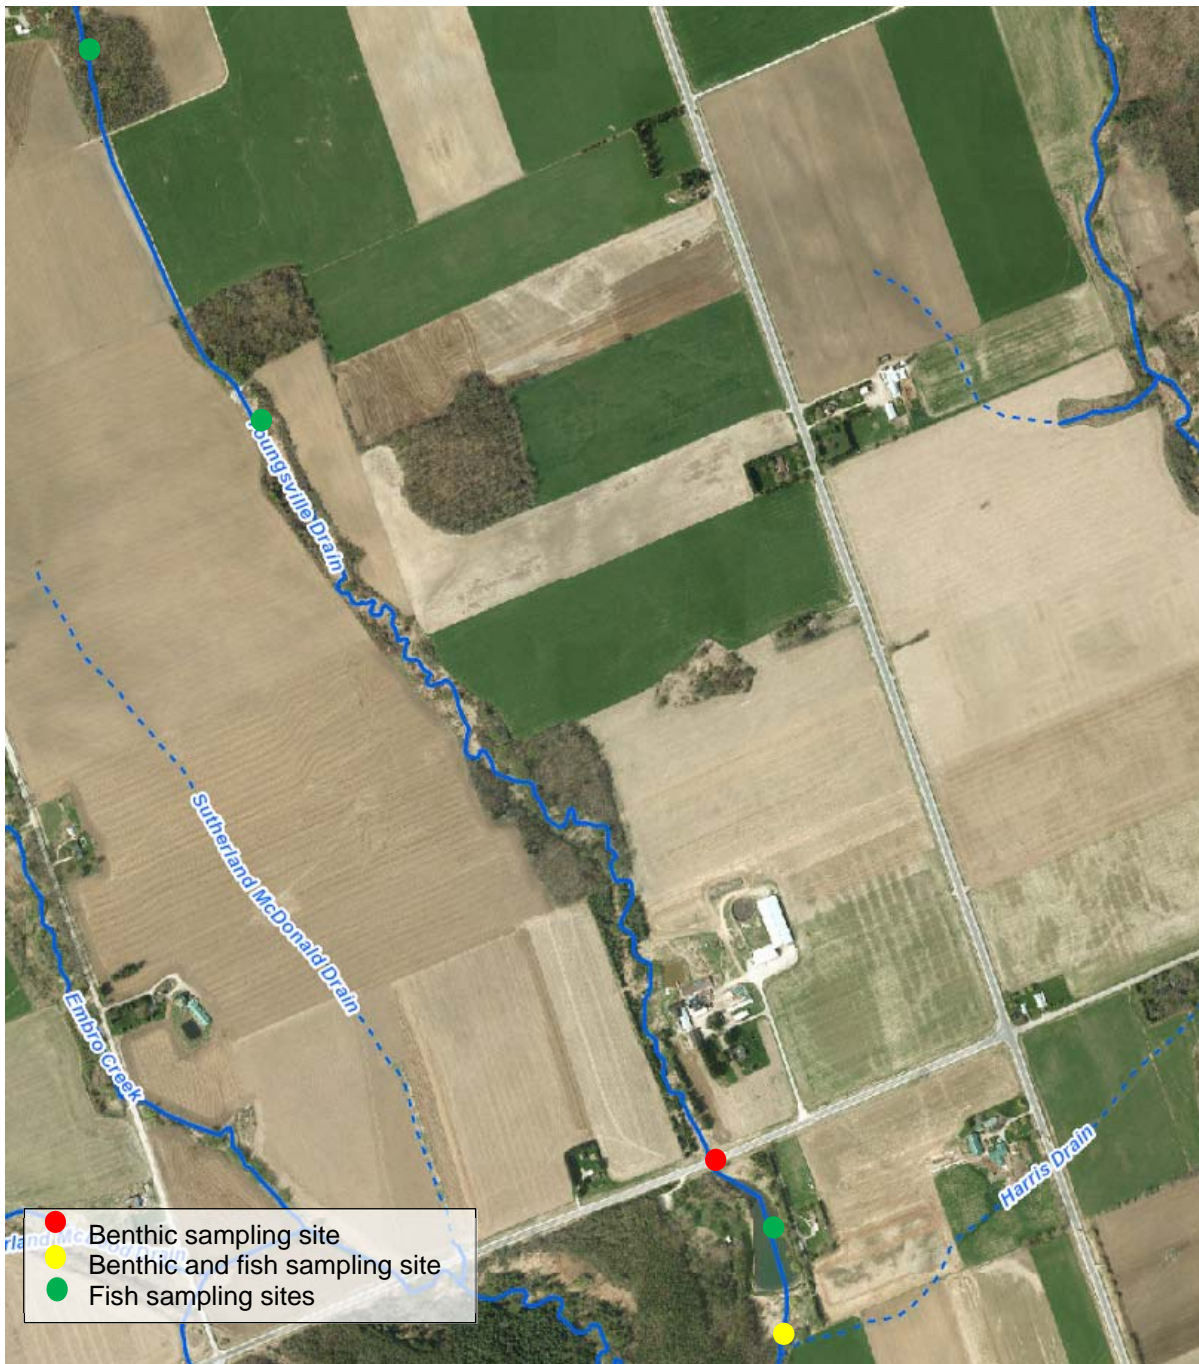 Youngsville Drain
Sutherland McDonald Drain
Embro Creek
Harris Drain
Benthic sampling site
Benthic and fish sampling site
Fish sampling sites
Drain